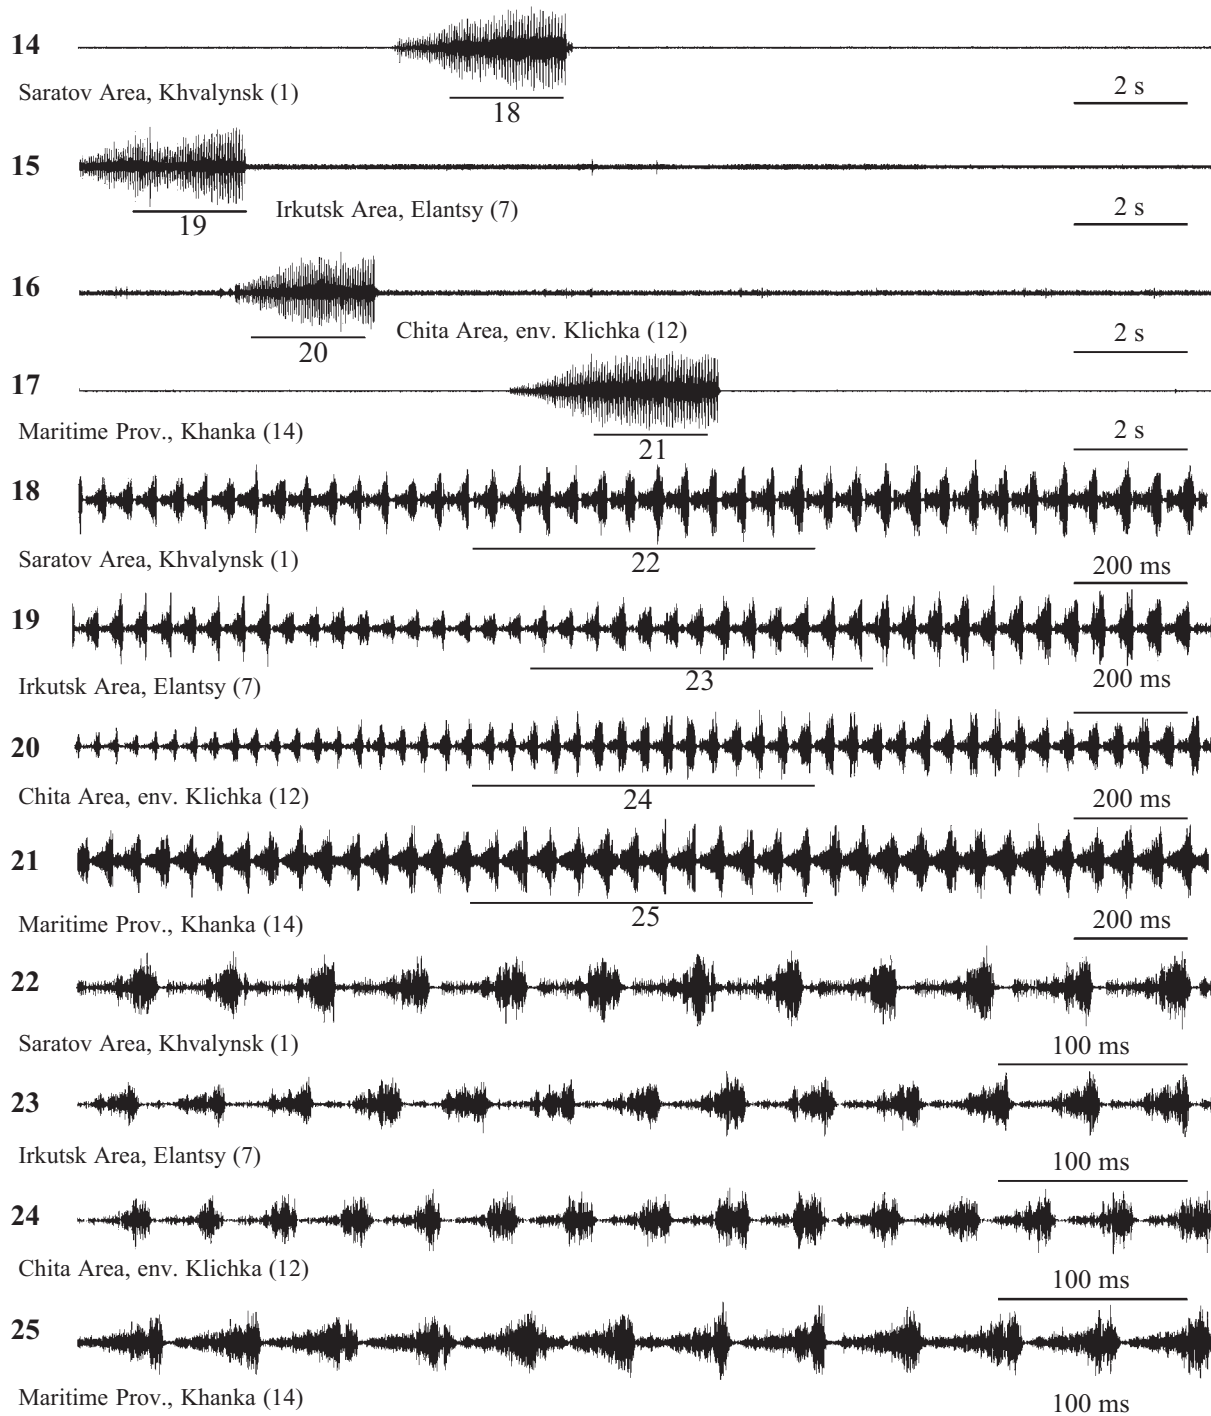 14
Saratov Area, Khvalynsk (1)
18
2 s
15
19
Irkutsk Area, Elantsy (7)
2 s
16
20
Chita Area, env. Klichka (12)
2 s
17
Maritime Prov., Khanka (14)
21
2 s
18
Saratov Area, Khvalynsk (1)
22
200 ms
19
Irkutsk Area, Elantsy (7)
23
200 ms
20
Chita Area, env. Klichka (12)
24
200 ms
21
Maritime Prov., Khanka (14)
25
200 ms
22
Saratov Area, Khvalynsk (1)
100 ms
23
Irkutsk Area, Elantsy (7)
100 ms
24
Chita Area, env. Klichka (12)
100 ms
25
Maritime Prov., Khanka (14)
100 ms